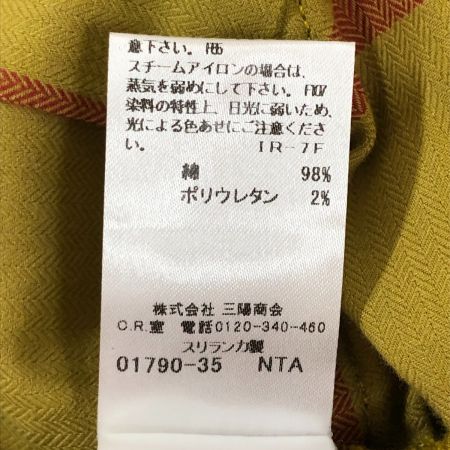 意下さい。F65
スチームアイロンの場合は、
蒸気を弱めにして下さい。F107
染料の特性上、日光に弱いため、
光による色あせにご注意くださ
い。 IR-7F
綿 98%
ポリウレタン 2%
株式会社 三陽商会
C.R.室 電話0120-340-460
スリランカ製
01790-35 NTA